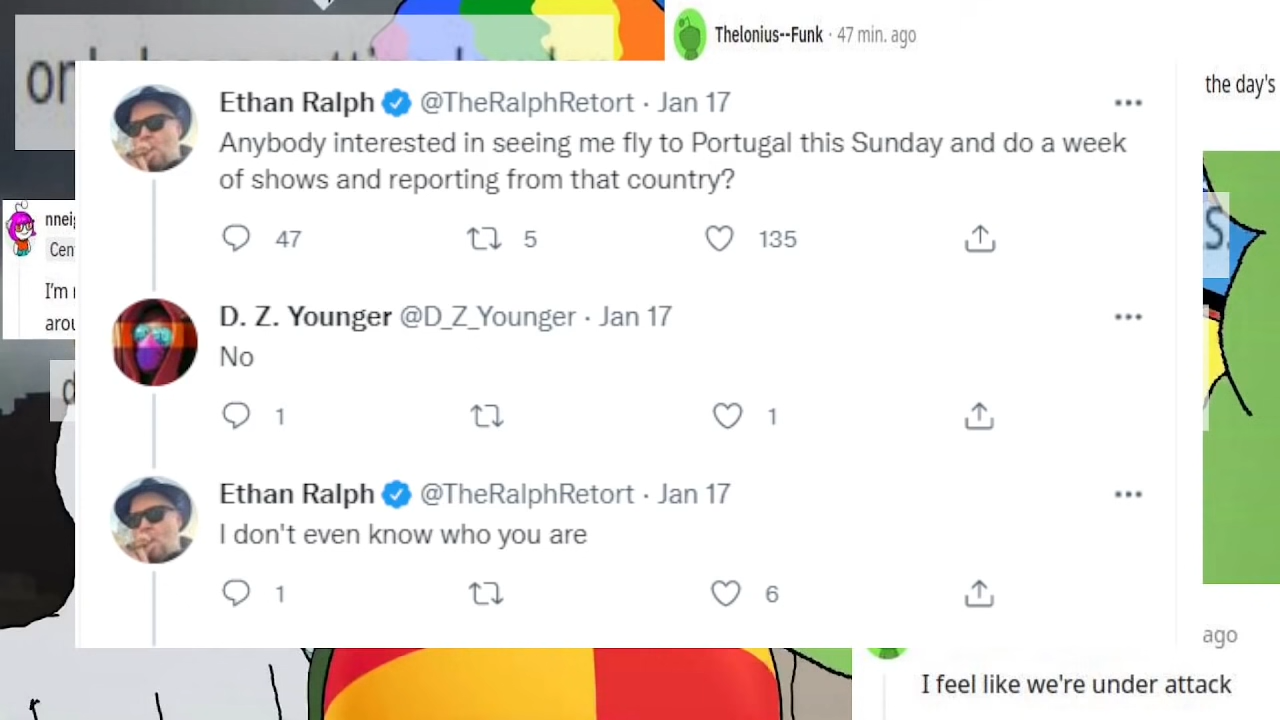 Thelonius--Funk · 47 min. ago
the day's
Ethan Ralph @TheRalphRetort · Jan 17
Anybody interested in seeing me fly to Portugal this Sunday and do a week
of shows and reporting from that country?
47 5 135
D. Z. Younger @D_Z_Younger · Jan 17
No
1 1
Ethan Ralph @TheRalphRetort · Jan 17
I don't even know who you are
1 6
I'm
ago
I feel like we're under attack